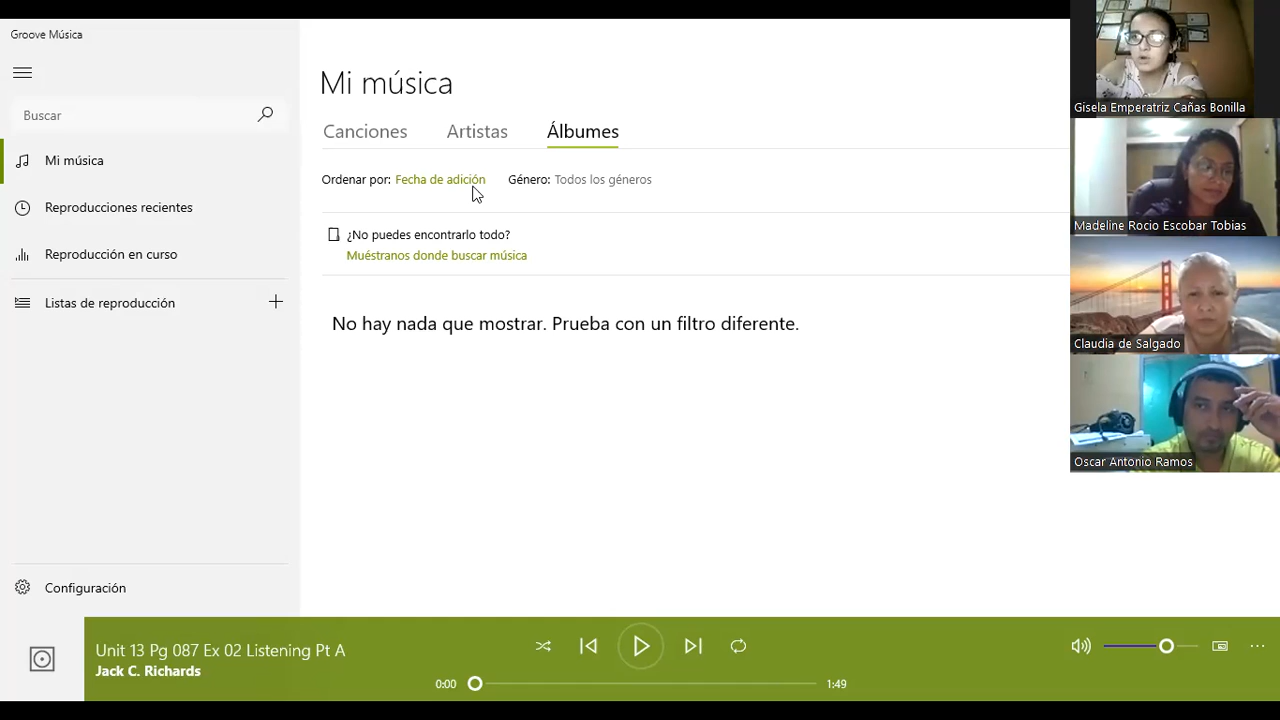 Groove Música
Buscar
Mi música
Reproducciones recientes
Reproducción en curso
Listas de reproducción
Configuración
Mi música
Canciones Artistas Álbumes
Ordenar por: Fecha de adición Género: Todos los géneros
¿No puedes encontrarlo todo?
Muéstranos donde buscar música
No hay nada que mostrar. Prueba con un filtro diferente.
Gisela Emperatriz Cañas Bonilla
Madeline Rocio Escobar Tobias
Claudia de Salgado
Oscar Antonio Ramos
Unit 13 Pg 087 Ex 02 Listening Pt A
Jack C. Richards
0:00 1:49